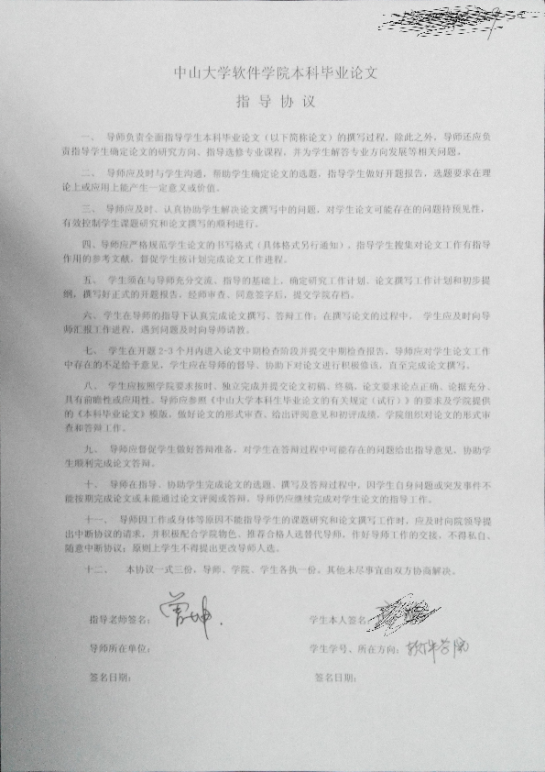 中山大学软件学院本科毕业论文
指 导 协 议
一、 导师负责全面指导学生本科毕业论文（以下简称论文）的撰写过程，除此之外，导师还应负
责指导学生确定论文的研究方向、指导选修专业课程，并为学生解答专业方向发展等相关问题。
二、 导师应及时与学生沟通，帮助学生确定论文的选题，指导学生做好开题报告，选题要求在理
论上或应用上能产生一定意义或价值。
三、 导师应及时、认真协助学生解决论文撰写中的问题，对学生论文可能存在的问题持预见性，
有效控制学生课题研究和论文撰写的顺利进行。
四、导师应严格规范学生论文的书写格式（具体格式另行通知），指导学生搜集对论文工作有指导
作用的参考文献，督促学生按计划完成论文工作进程。
五、 学生须在与导师充分交流、指导的基础上，确定研究工作计划、论文撰写工作计划和初步提
纲，撰写好正式的开题报告，经师审查、同意签字后，提交学院存档。
六、学生在导师的指导下认真完成论文撰写、答辩工作；在撰写论文的过程中， 学生应及时向导
师汇报工作进程，遇到问题及时向导师请教。
七、 学生在开题 2-3 个月内进入论文中期检查阶段并提交中期检查报告，导师应对学生论文工作
中存在的不足给予意见，学生应在导师的督导、协助下对论文进行积极修改，直至完成论文撰写。
八、 学生应按照学院要求按时、独立完成并提交论文初稿、终稿，论文要求论点正确、论据充分、
具有前瞻性或应用性。导师应参照《中山大学本科生毕业论文的有关规定（试行）》的要求及学院提供
的《本科毕业论文》模版，做好论文的形式审查、给出评阅意见和初评成绩，学院组织对论文的形式审
查和答辩工作。
九、 导师应督促学生做好答辩准备，对学生在答辩过程中可能存在的问题给出指导意见，协助学
生顺利完成论文答辩。
十、 导师在指导、协助学生完成论文的选题、撰写及答辩过程中，因学生自身问题或突发事件不
能按期完成论文或未能通过论文评阅或答辩，导师仍应继续完成对学生论文的指导工作。
十一、 导师因工作或身体等原因不能指导学生的课题研究和论文撰写工作时，应及时向院领导提
出中断协议的请求，并积极配合学院物色、推荐合格人选替代导师，作好导师工作的交接，不得私自、
随意中断协议；原则上学生不得提出更改导师人选。
十二、 本协议一式三份，导师、学院、学生各执一份，其他未尽事宜由双方协商解决。
指导老师签名： 曾坤 学生本人签名：
导师所在单位： 学生学号、所在方向： 软件学院
签名日期： 签名日期：